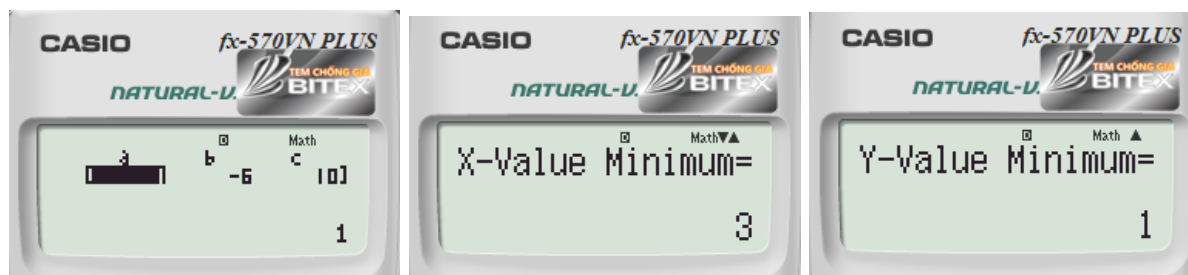 CASIO fx-570VN PLUS
NATURAL-V.
TEM CHỐNG GIẢ
BITEX
a b D Math c
[ 1 -6 10]
1
CASIO fx-570VN PLUS
NATURAL-V.
TEM CHỐNG GIẢ
BITEX
D Math▼▲
X-Value Minimum=
3
CASIO fx-570VN PLUS
NATURAL-V.
TEM CHỐNG GIẢ
BITEX
D Math ▲
Y-Value Minimum=
1